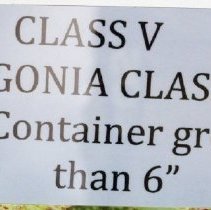 CLASS V
GONIA CLAS
Container gr
than 6”